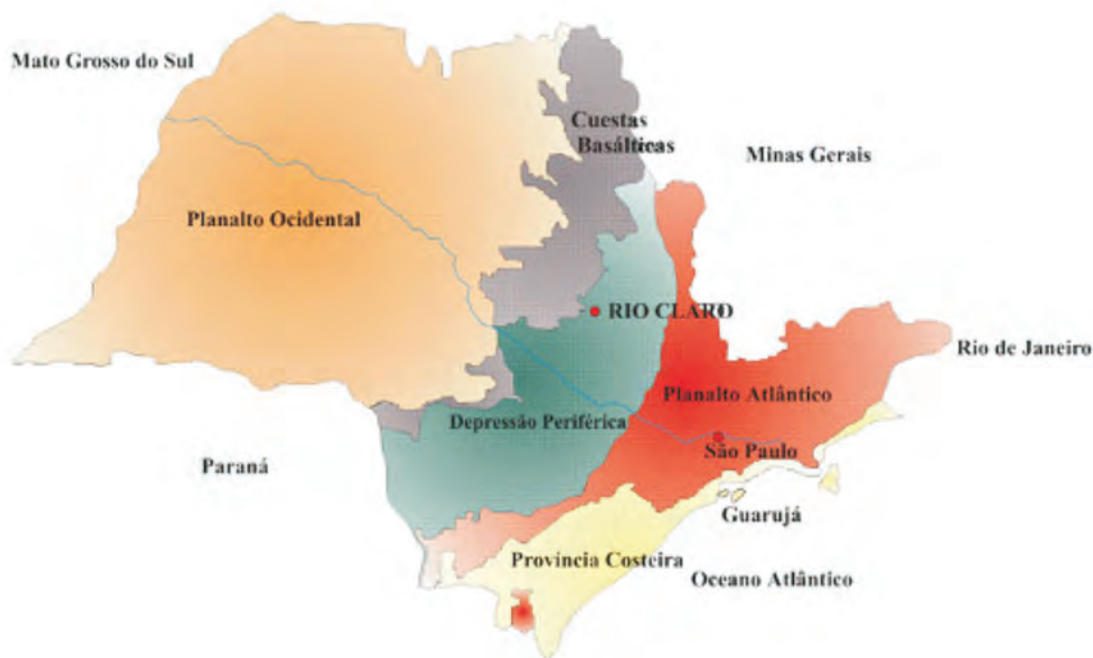 Mato Grosso do Sul
Cuestas
Basálticas
Minas Gerais
Planalto Ocidental
RIO CLARO
Rio de Janeiro
Planalto Atlântico
Depressão Periférica
São Paulo
Paraná
Guarujá
Província Costeira
Oceano Atlântico